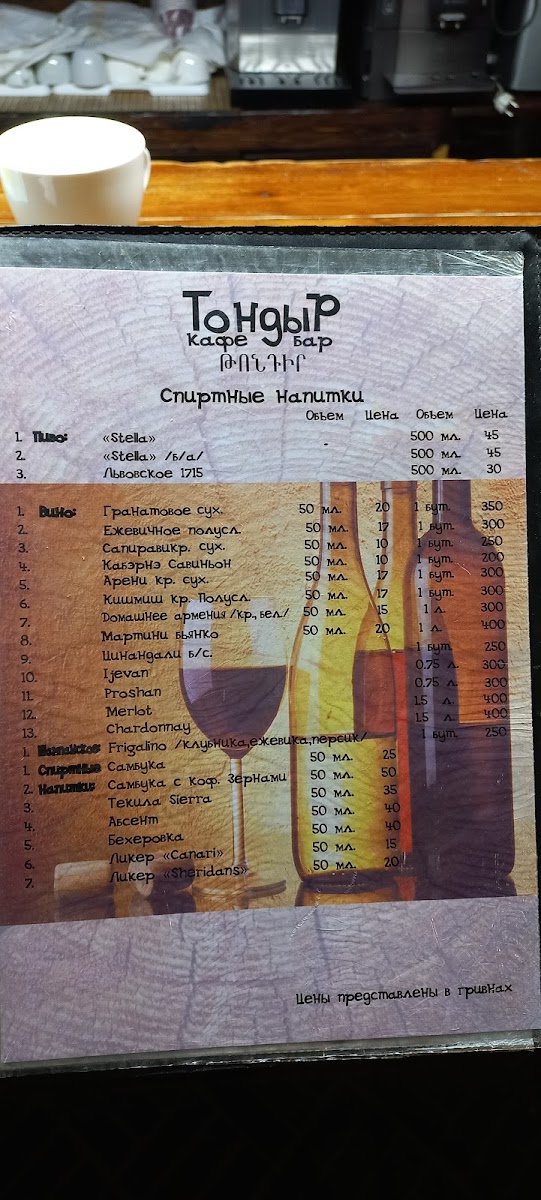 Тондыр
кафе бар
ԹՈՆԴԻՐ
Спиртные напитки
Объем Цена Объем Цена
1. Пиво: «Stella» - 500 мл. 45
2. «Stella» /б/а/ 500 мл. 45
3. Львовское 1715 500 мл. 30
1. Вино: Гранатовое сух. 50 мл. 20 1 бут. 350
2. Ежевичное полусл. 50 мл. 17 1 бут. 300
3. Сапиравикр. сух. 50 мл. 10 1 бут. 250
4. Кабэрнэ Савиньон 50 мл. 10 1 бут. 200
5. Арени кр. сух. 50 мл. 17 1 бут. 300
6. Кишмиш кр. Полусл. 50 мл. 17 1 бут. 300
7. Домашнее армения /кр., бел./ 50 мл. 15 1 л. 300
8. Мартини Бьянко 50 мл. 20 1 л. 400
9. Цинандали б/с. 1 бут. 250
10. Ijevan 0.75 л. 300
11. Proshan 0.75 л. 300
12. Merlot 1.5 л. 400
13. Chardonnay 1.5 л. 400
1. Шампанское: Frigalino /клубника,ежевика,персик/ 1 бут. 250
1. Спиртные Самбука 50 мл. 25
2. Напитки: Самбука с коф. Зернами 50 мл. 50
3. Текила Sierra 50 мл. 35
4. Абсент 50 мл. 40
5. Бехеровка 50 мл. 40
6. Ликер «Canari» 50 мл. 15
7. Ликер «Sheridans» 50 мл. 20
Цены представлены в гривнах